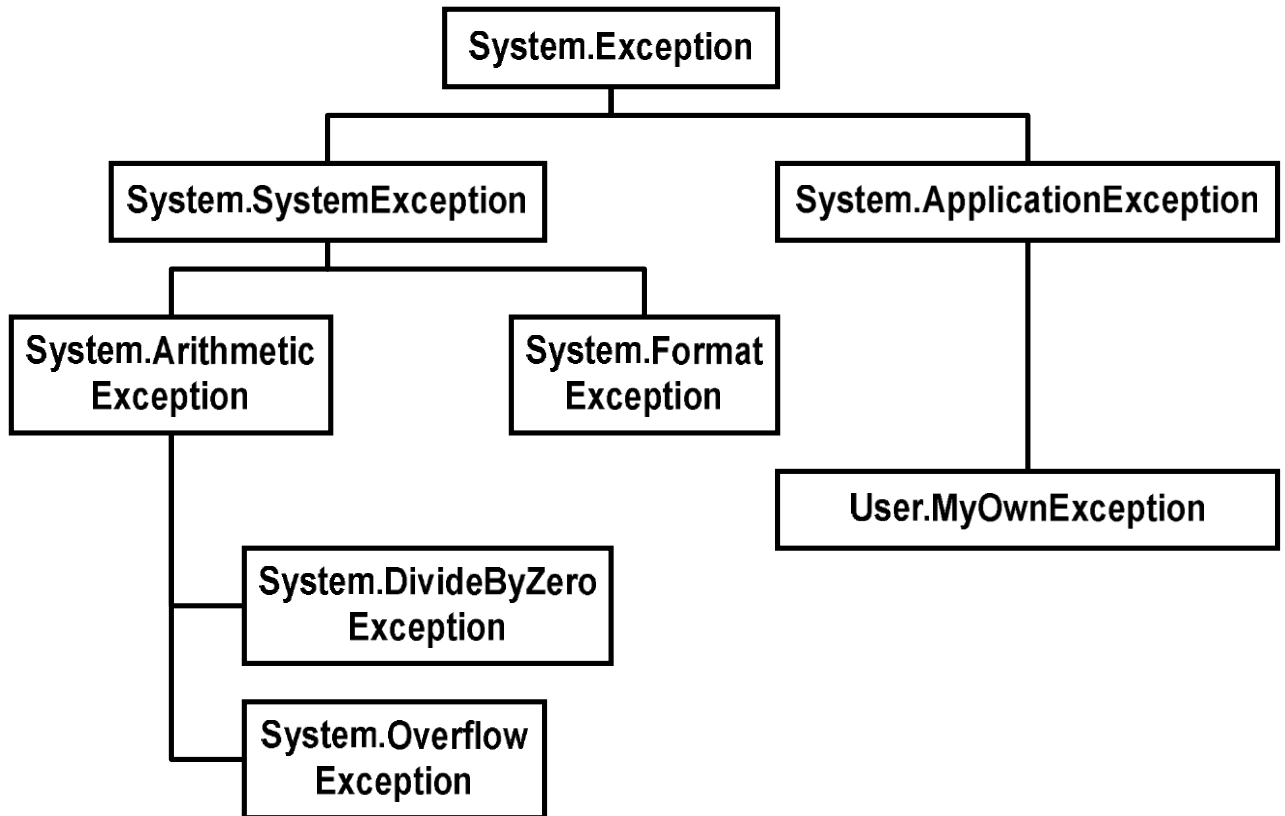 System.Exception
System.SystemException
System.ApplicationException
System.Arithmetic
Exception
System.Format
Exception
User.MyOwnException
System.DivideByZero
Exception
System.Overflow
Exception